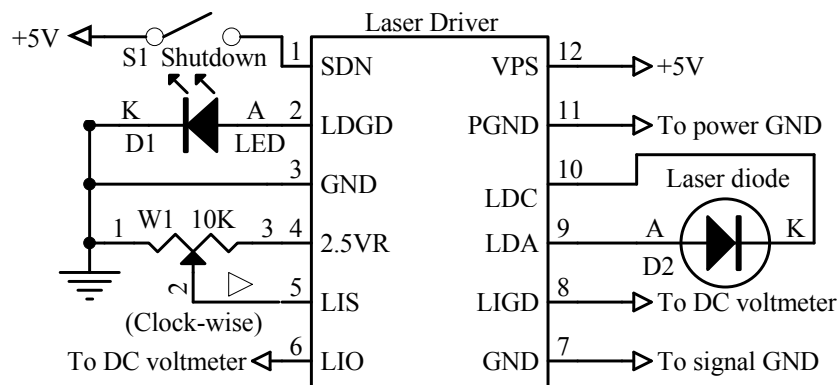 Laser Driver
+5V
S1 Shutdown
1
SDN
VPS
12
+5V
K
A
2
LDGD
PGND
11
To power GND
D1
LED
3
GND
10
LDC
Laser diode
1
W1
10K
3
4
2.5VR
LDA
9
A
K
D2
2
5
LIS
LIGD
8
To DC voltmeter
(Clock-wise)
To DC voltmeter
6
LIO
GND
7
To signal GND